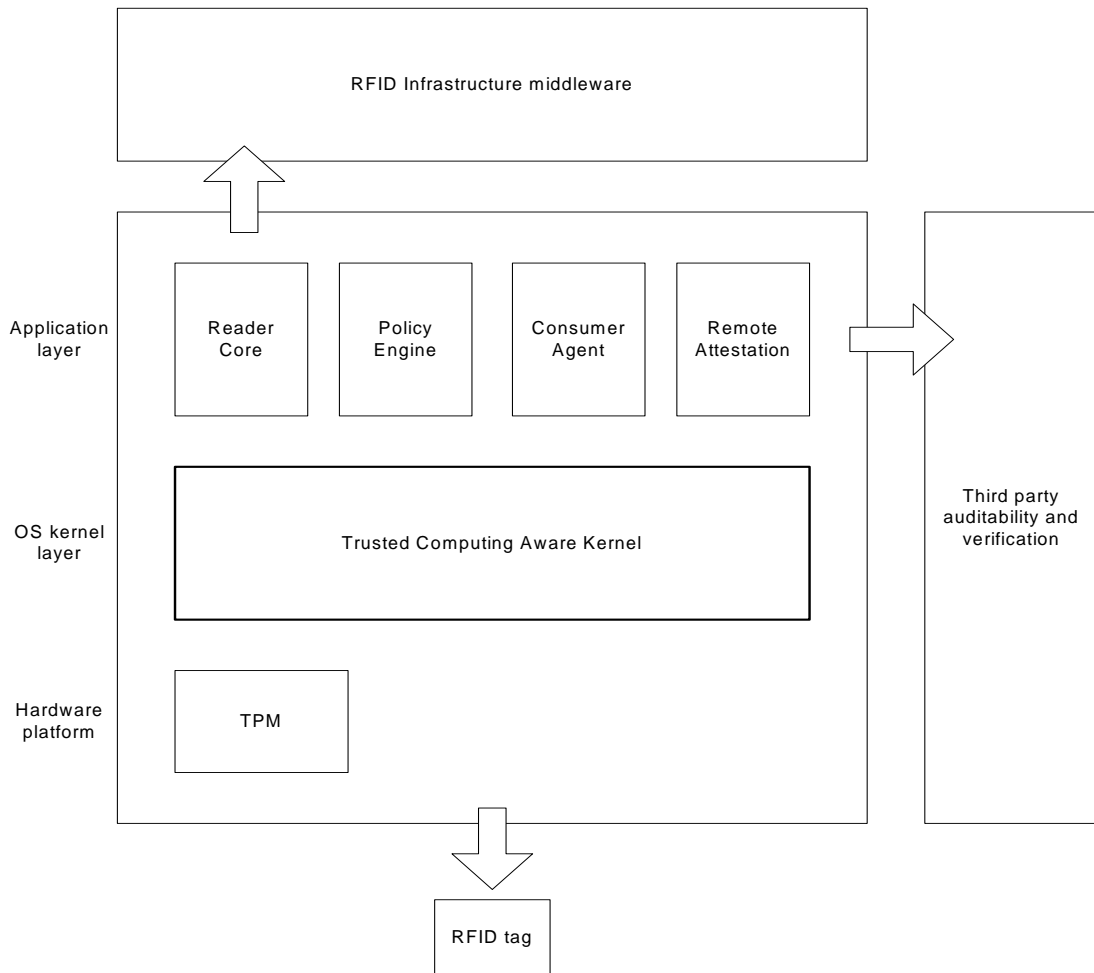 RFID Infrastructure middleware
Application
layer
Reader
Core
Policy
Engine
Consumer
Agent
Remote
Attestation
OS kernel
layer
Trusted Computing Aware Kernel
Third party
auditability and
verification
Hardware
platform
TPM
RFID tag